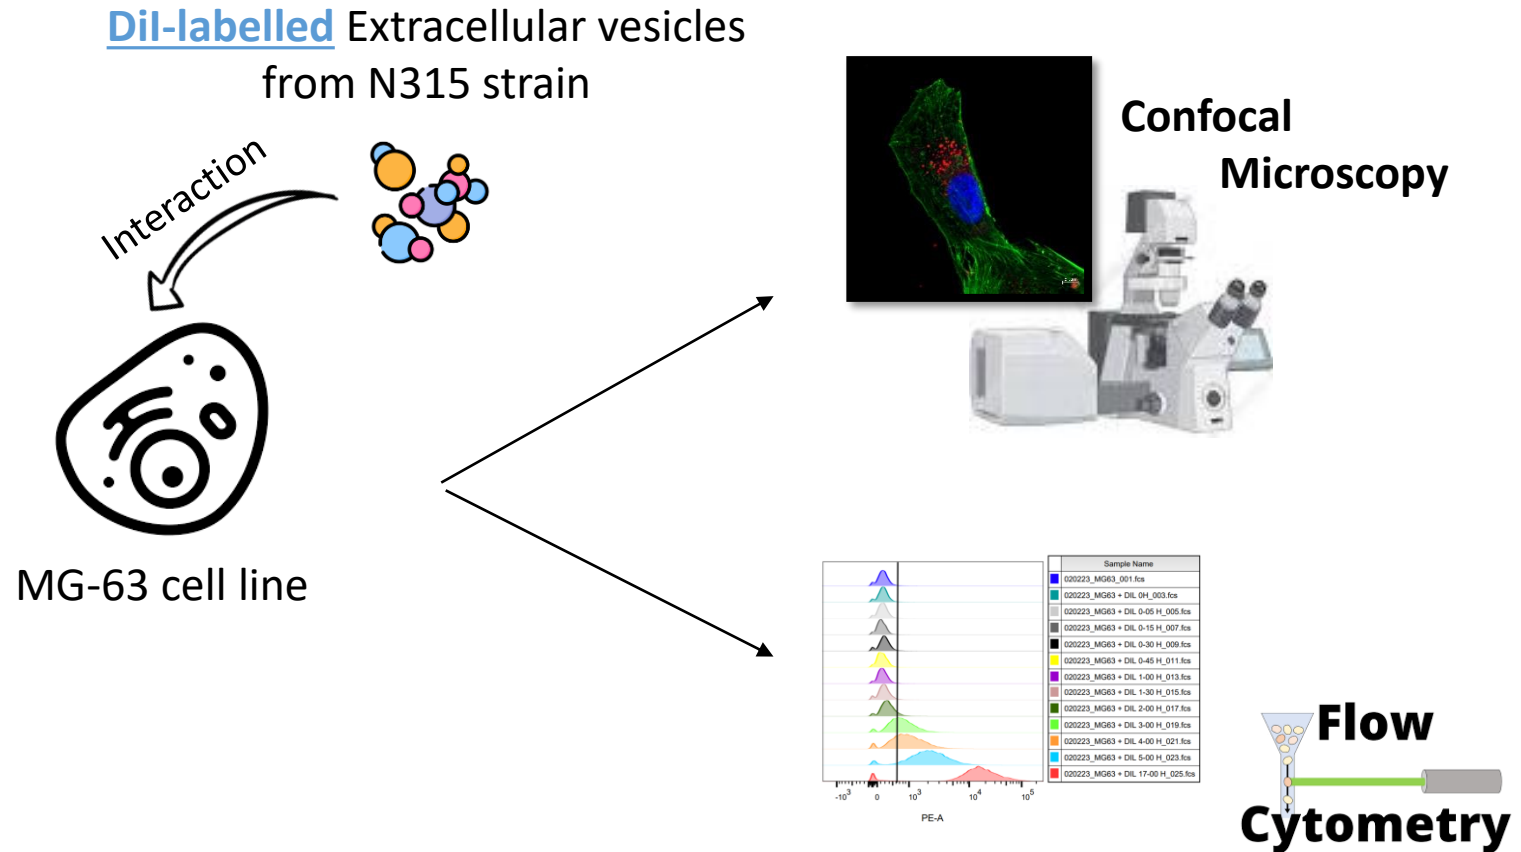 DiI-labelled Extracellular vesicles
from N315 strain
Interaction
MG-63 cell line
Confocal
Microscopy
Sample Name
020223_MG63_001.fcs
020223_MG63 + DIL 0H_003.fcs
020223_MG63 + DIL 0-05 H_005.fcs
020223_MG63 + DIL 0-15 H_007.fcs
020223_MG63 + DIL 0-30 H_009.fcs
020223_MG63 + DIL 0-45 H_011.fcs
020223_MG63 + DIL 1-00 H_013.fcs
020223_MG63 + DIL 1-30 H_015.fcs
020223_MG63 + DIL 2-00 H_017.fcs
020223_MG63 + DIL 3-00 H_019.fcs
020223_MG63 + DIL 4-00 H_021.fcs
020223_MG63 + DIL 5-00 H_023.fcs
020223_MG63 + DIL 17-00 H_025.fcs
-10³ 0 10³ 10⁴ 10⁵
PE-A
Flow
Cytometry